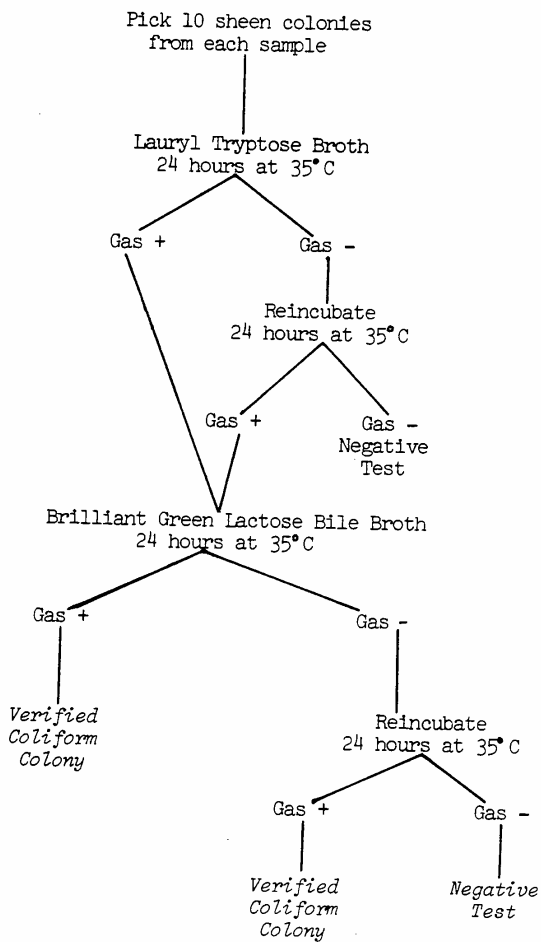 Pick 10 sheen colonies
from each sample
Lauryl Tryptose Broth
24 hours at 35°C
Gas +
Gas -
Reincubate
24 hours at 35°C
Gas +
Gas -
Negative
Test
Brilliant Green Lactose Bile Broth
24 hours at 35°C
Gas +
Gas -
Verified
Coliform
Colony
Reincubate
24 hours at 35°C
Gas +
Gas -
Verified
Coliform
Colony
Negative
Test